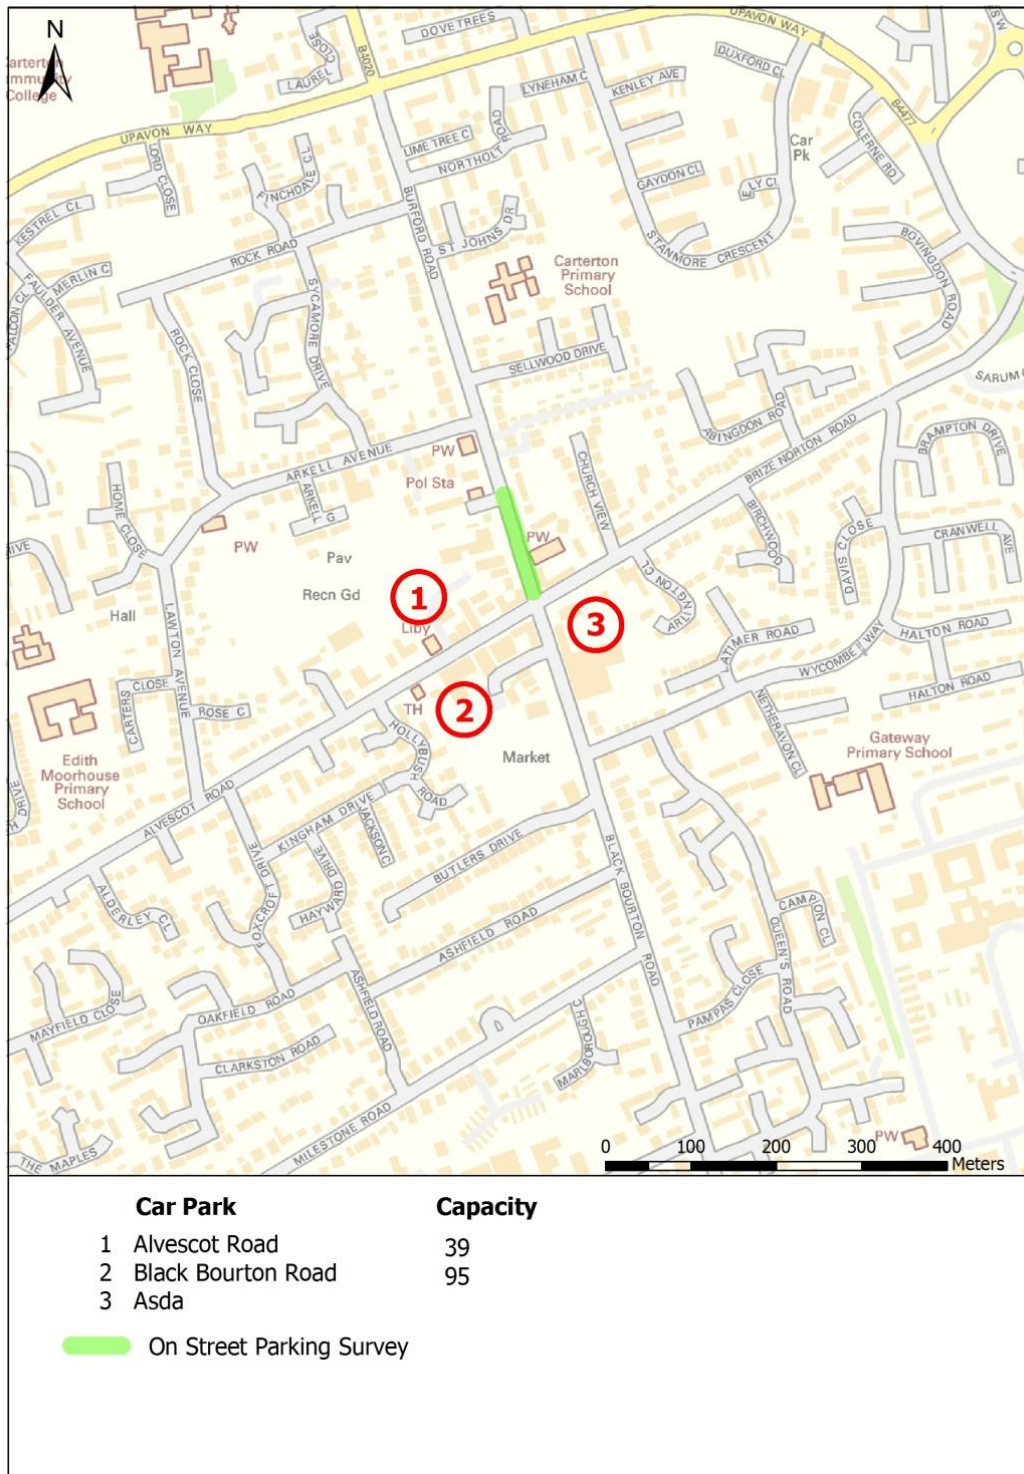 N
DOVE TREES
UPAVON WAY
LAUREL CLOSE
B4020
DUXFORD CL
College
UPAVON WAY
LYNEHAM C
KENLEY AVE
B4477
LIME TREE C
NORTHOLT ROAD
Car
Pk
COLERNE RD
FINCHDALE CL
GAYDON CL
ELY CL
KESTREL CL
BURFORD ROAD
ST JOHNS DR
STANMORE CRESCENT
BOVINGDON ROAD
ROCK ROAD
MERLIN C
FAULDER AVENUE
Carterton
Primary
School
SYCAMORE DRIVE
ROCK CLOSE
SELLWOOD DRIVE
ABINGDON ROAD
BRIZE NORTON ROAD
BRAMPTON DRIVE
ARKELL AVENUE
PW
Pol Sta
CHURCH VIEW
HOME CLOSE
ARKELL G
PW
PW
BIRCHWOOD
DAVIS CLOSE
CRANWELL AVE
Pav
Recn Gd
ARLINGTON CL
1
3
Hall
LAWTON AVENUE
LATIMER ROAD
HALTON ROAD
WYCOMBE WAY
HALTON ROAD
CARTERS CLOSE
ROSE C
TH
2
HOLLYBUSH ROAD
NETHERAVON CL
Market
Gateway
Primary School
Edith
Moorhouse
Primary
School
ALVESCOT ROAD
KINGHAM DRIVE
JACKSON C
BUTLERS DRIVE
BLACK BOURTON ROAD
ALDERLEY CL
FOXCROFT DRIVE
HAYWARD DRIVE
ASHFIELD ROAD
QUEEN'S ROAD
ASHFIELD ROAD
PAMPAS CLOSE
MAYFIELD CLOSE
OAKFIELD ROAD
CLARKSTON ROAD
MARLBOROUGH C
MILESTONE ROAD
THE MAPLES
PW
0 100 200 300 400
Meters
Car Park Capacity
1 Alvescot Road 39
2 Black Bourton Road 95
3 Asda
On Street Parking Survey